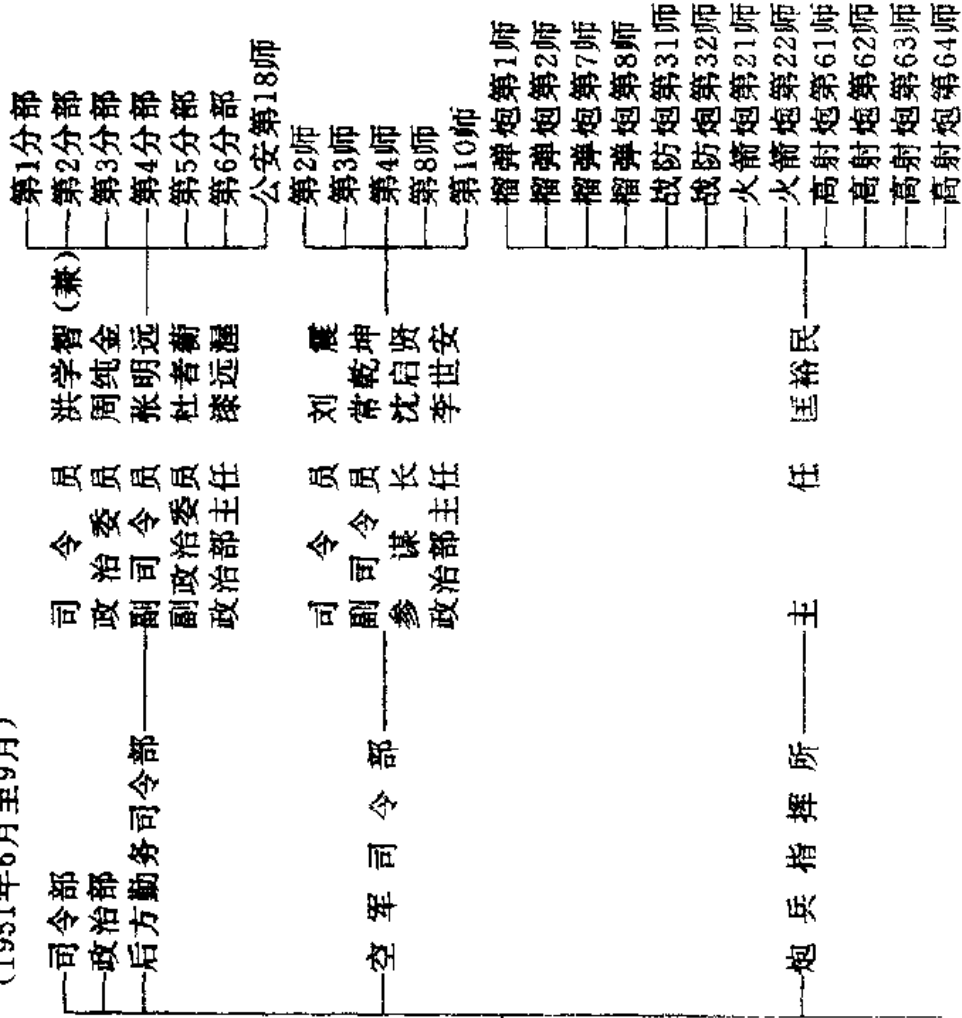 (1951年6月至9月)
司令部
政治部
后方勤务司令部
司令员 洪学智(兼)
政治委员 周纯全
副司令员 张明远
副政治委员 杜者蘅
政治部主任 漆远渥
第1分部
第2分部
第3分部
第4分部
第5分部
第6分部
公安第18师
空军司令部
司令员 刘震
副司令员 常乾坤
参谋长 沈启贤
政治部主任 李世安
第2师
第3师
第4师
第8师
第10师
炮兵指挥所
主任 匡裕民
榴弹炮第1师
榴弹炮第2师
榴弹炮第7师
榴弹炮第8师
战防炮第31师
战防炮第32师
火箭炮第21师
火箭炮第22师
高射炮第61师
高射炮第62师
高射炮第63师
高射炮第64师